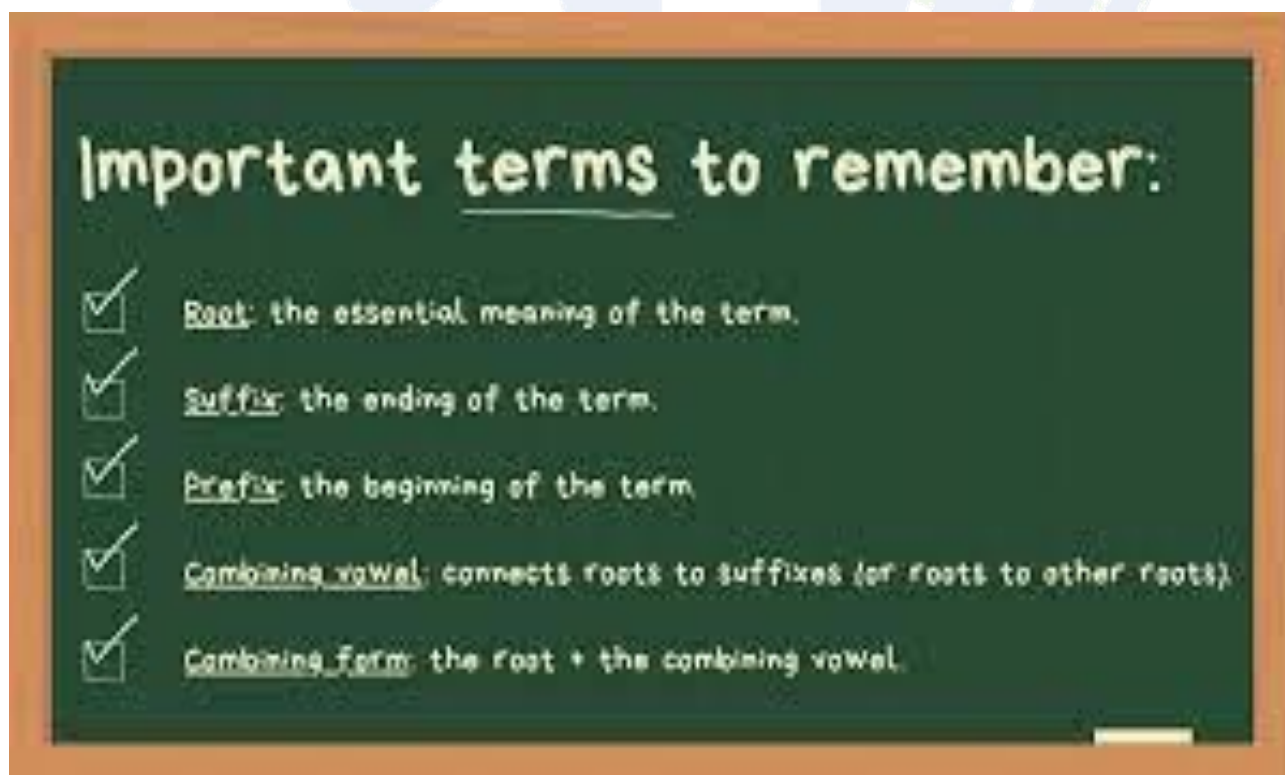 Important terms to remember:
Root: the essential meaning of the term.
Suffix: the ending of the term.
Prefix: the beginning of the term
Combining vowel: connects roots to suffixes (or roots to other roots).
Combining form: the root + the combining vowel.